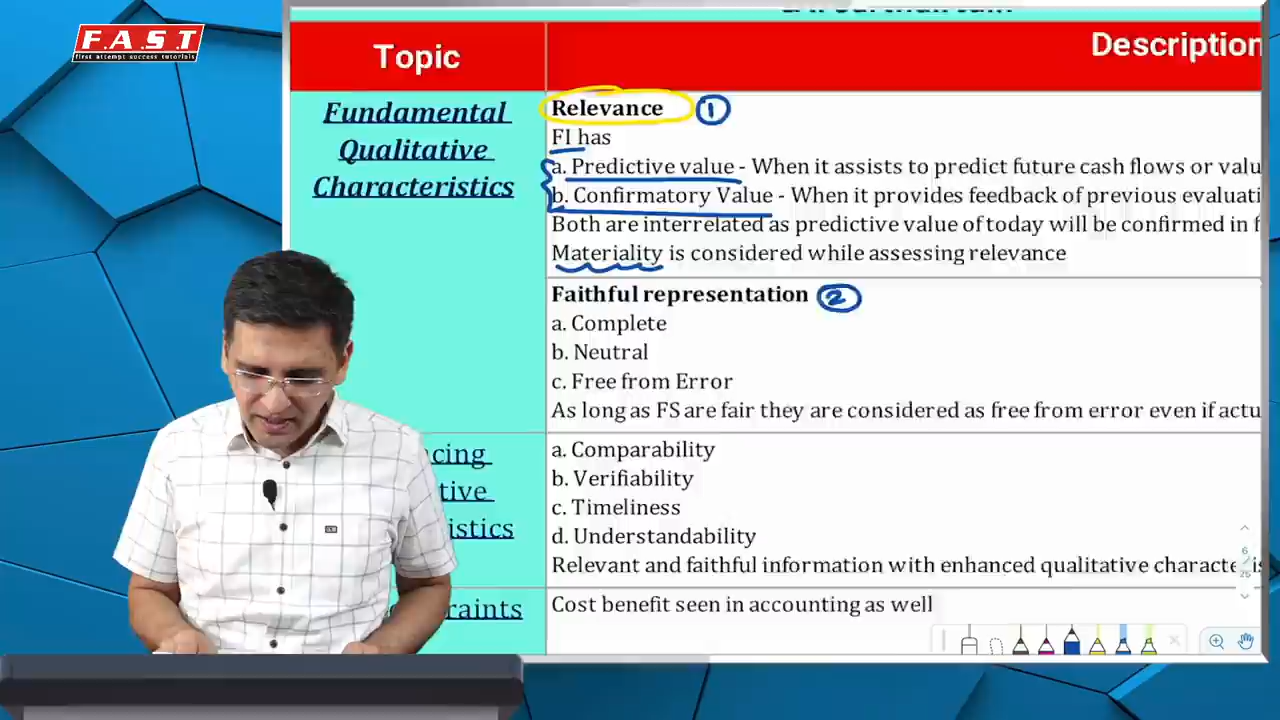 F.A.S.T
first attempt success tutorials
Topic
Description
Fundamental
Qualitative
Characteristics
Relevance 1
FI has
a. Predictive value - When it assists to predict future cash flows or valu
b. Confirmatory Value - When it provides feedback of previous evaluati
Both are interrelated as predictive value of today will be confirmed in f
Materiality is considered while assessing relevance
Faithful representation 2
a. Complete
b. Neutral
c. Free from Error
As long as FS are fair they are considered as free from error even if actu
cing
tive
istics
a. Comparability
b. Verifiability
c. Timeliness
d. Understandability
Relevant and faithful information with enhanced qualitative characte
raints
Cost benefit seen in accounting as well
6
25